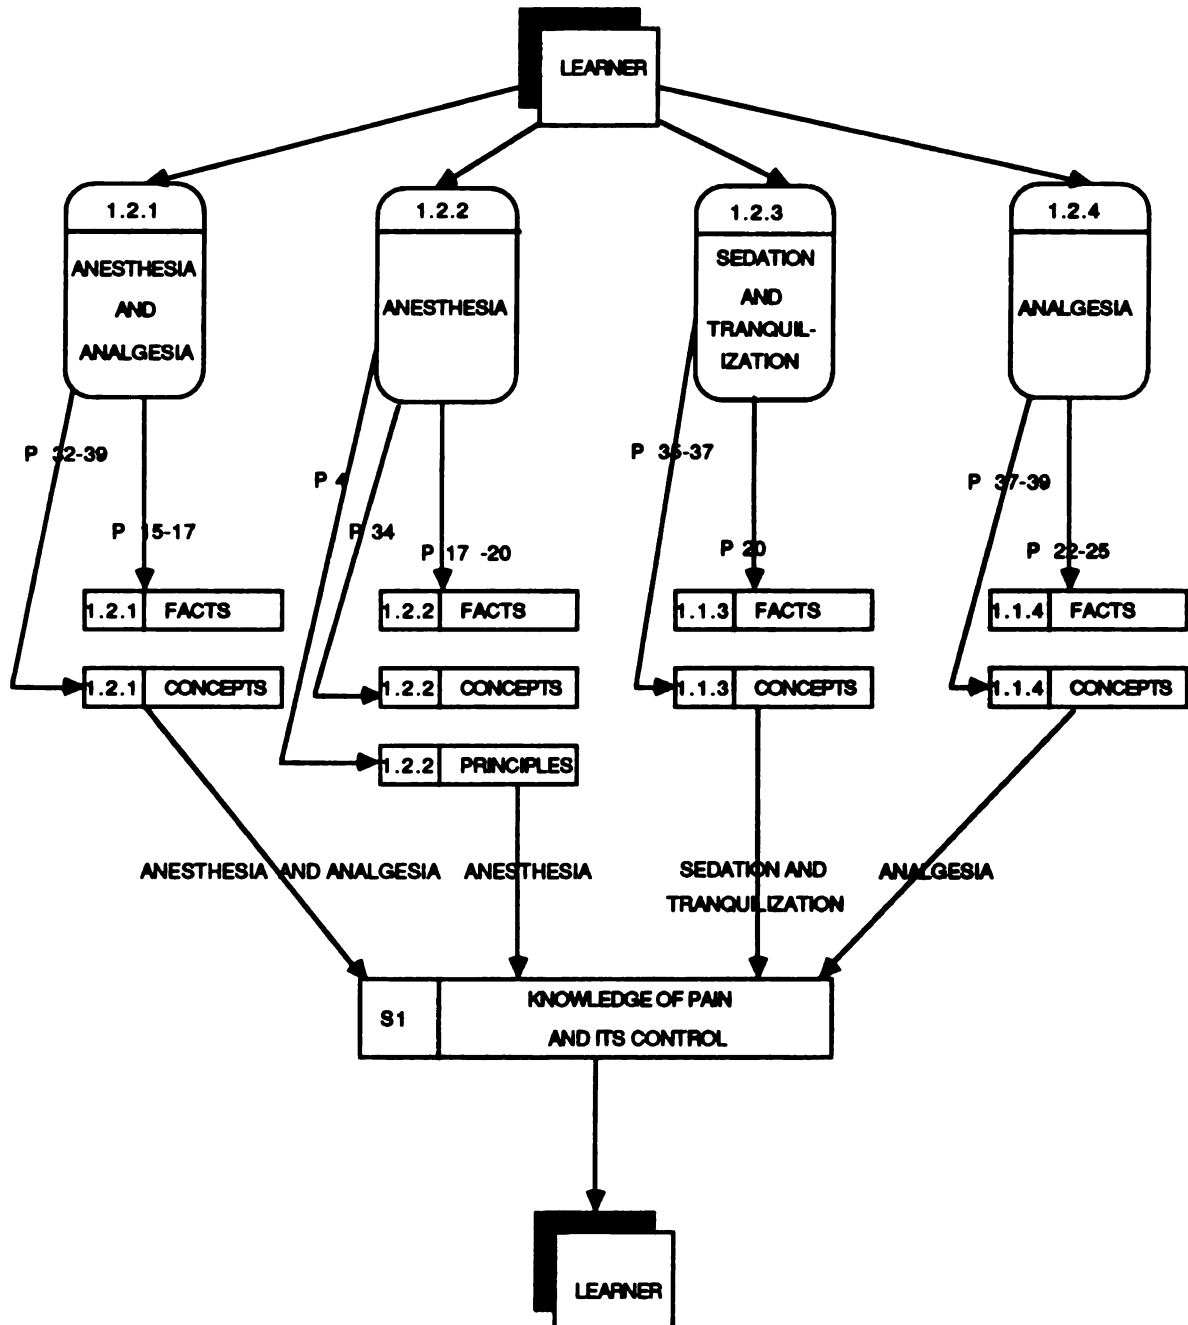 LEARNER
1.2.1
1.2.2
1.2.3
1.2.4
ANESTHESIA
AND
ANALGESIA
ANESTHESIA
SEDATION
AND
TRANQUIL-
IZATION
ANALGESIA
P 32-39
P 15-17
P 4
P 34
P 17 -20
P 35-37
P 20
P 37-39
P 22-25
1.2.1 FACTS
1.2.2 FACTS
1.1.3 FACTS
1.1.4 FACTS
1.2.1 CONCEPTS
1.2.2 CONCEPTS
1.1.3 CONCEPTS
1.1.4 CONCEPTS
1.2.2 PRINCIPLES
ANESTHESIA AND ANALGESIA
ANESTHESIA
SEDATION AND
TRANQUILIZATION
ANALGESIA
S1
KNOWLEDGE OF PAIN
AND ITS CONTROL
LEARNER